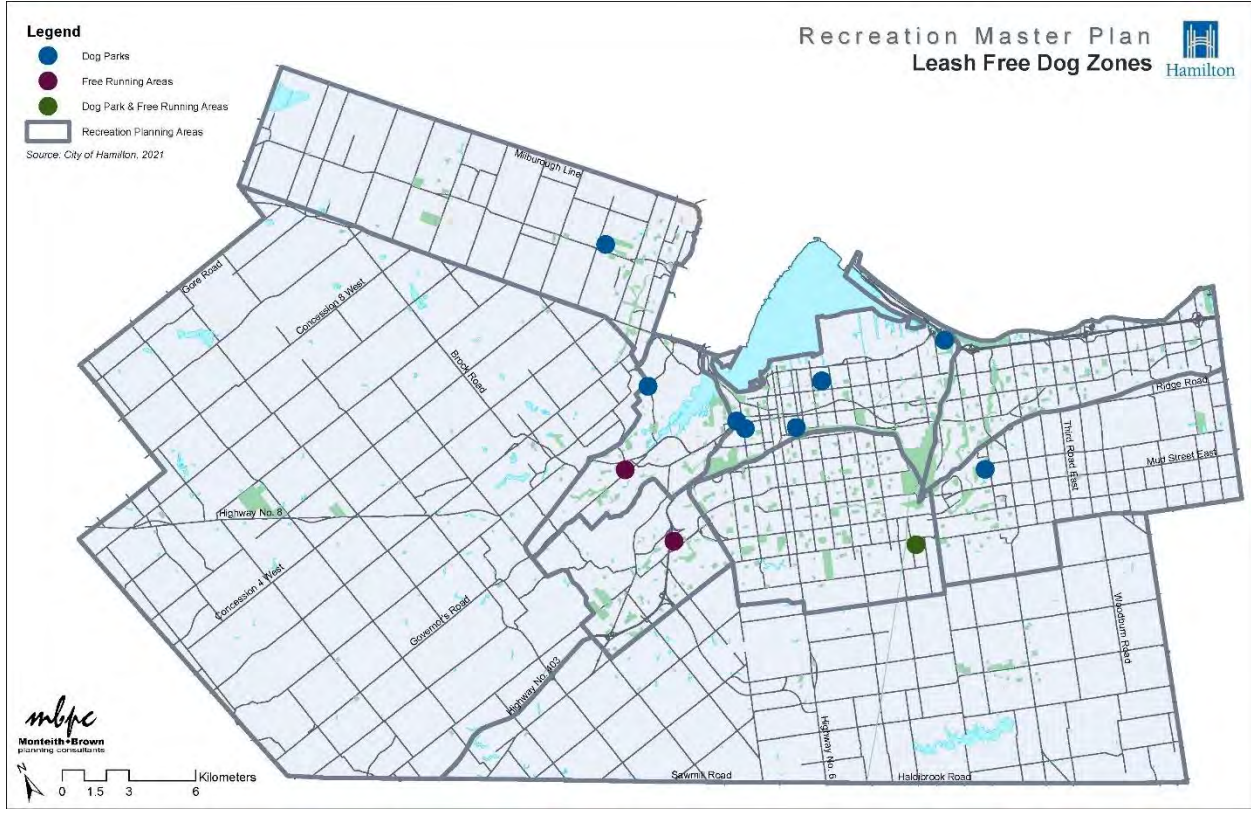 Legend
Dog Parks
Free Running Areas
Dog Park & Free Running Areas
Recreation Planning Areas
Source: City of Hamilton, 2021
Recreation Master Plan
Leash Free Dog Zones
Hamilton
Milburough Line
Gore Road
Concession 8 West
Brock Road
Ridge Road
Third Road East
Mud Street East
Highway No. 8
Concession 4 West
Governor's Road
Highway No. 403
Woodburn Road
Highway No. 6
Sawmill Road
Haldibrook Road
mbpc
Monteith+Brown
planning consultants
N
Kilometers
0 1.5 3 6